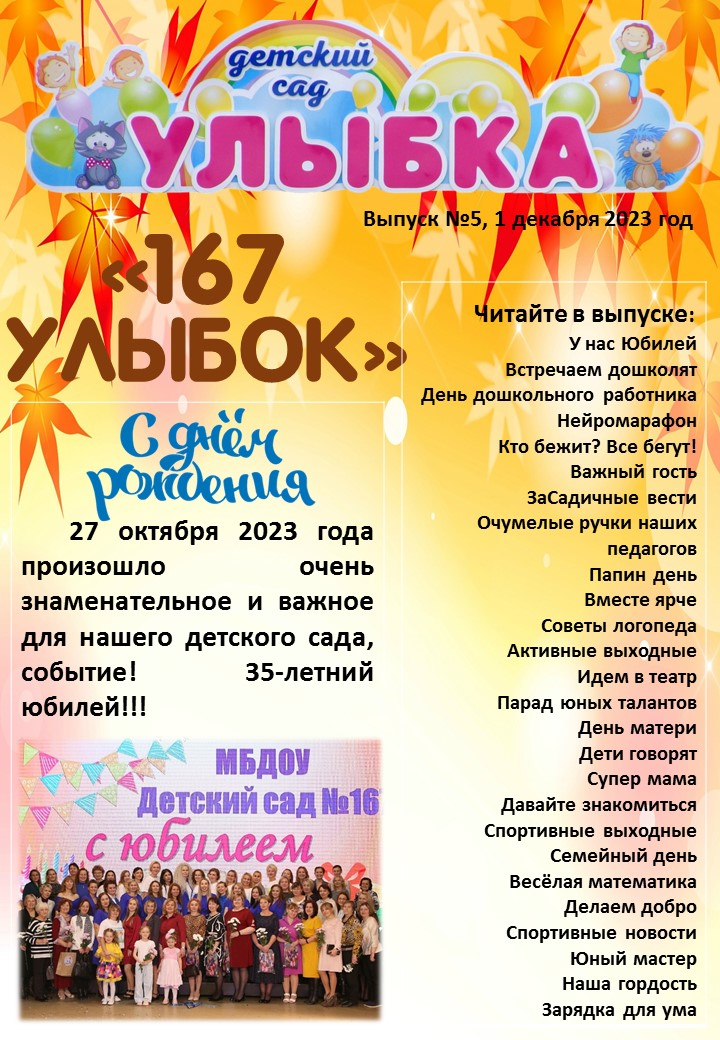 детский
сад
УЛЫБКА
Выпуск №5, 1 декабря 2023 год
«167
УЛЫБОК»
С днём
рождения
27 октября 2023 года
произошло очень
знаменательное и важное
для нашего детского сада,
событие! 35-летний
юбилей!!!
МБДОУ
Детский сад №16
с юбилеем
Читайте в выпуске:
У нас Юбилей
Встречаем дошколят
День дошкольного работника
Нейромарафон
Кто бежит? Все бегут!
Важный гость
ЗаСадичные вести
Очумелые ручки наших
педагогов
Папин день
Вместе ярче
Советы логопеда
Активные выходные
Идем в театр
Парад юных талантов
День матери
Дети говорят
Супер мама
Давайте знакомиться
Спортивные выходные
Семейный день
Весёлая математика
Делаем добро
Спортивные новости
Юный мастер
Наша гордость
Зарядка для ума